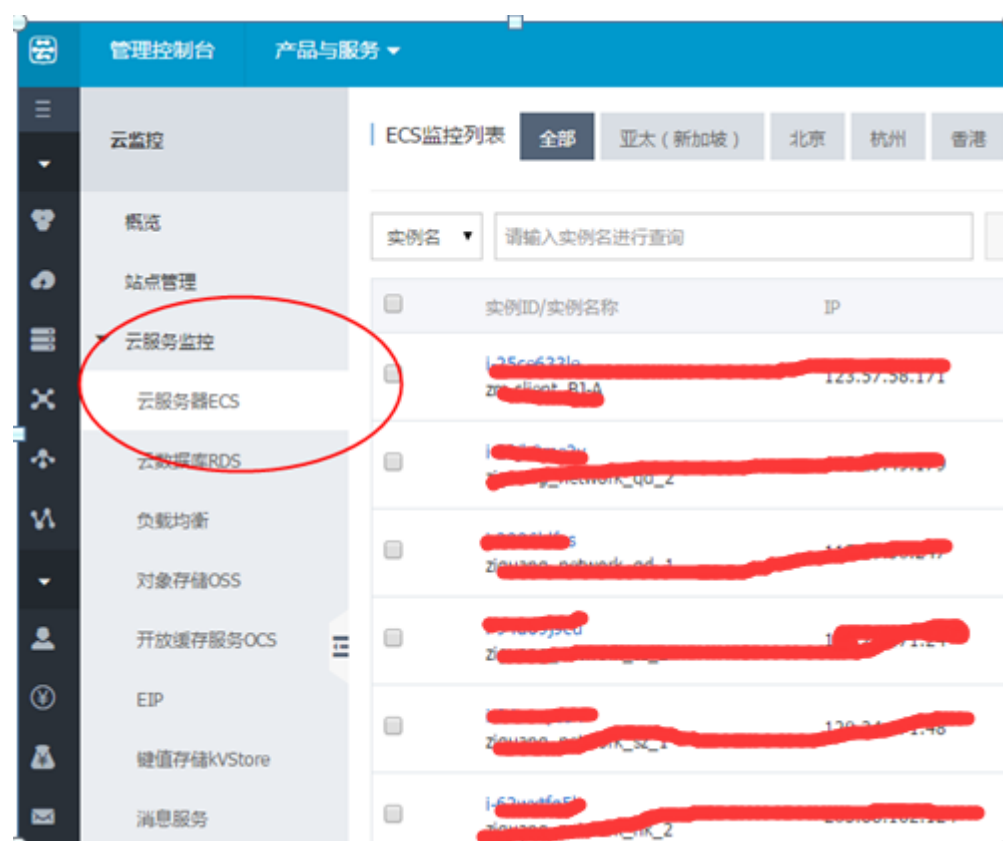 管理控制台 产品与服务
云监控
ECS监控列表 全部 亚太（新加坡） 北京 杭州 香港
概览
实例名 请输入实例名进行查询
站点管理
实例ID/实例名称 IP
云服务监控
云服务器ECS
123.57.58.171
云数据库RDS
负载均衡
对象存储OSS
开放缓存服务OCS
EIP
键值存储kVStore
消息服务